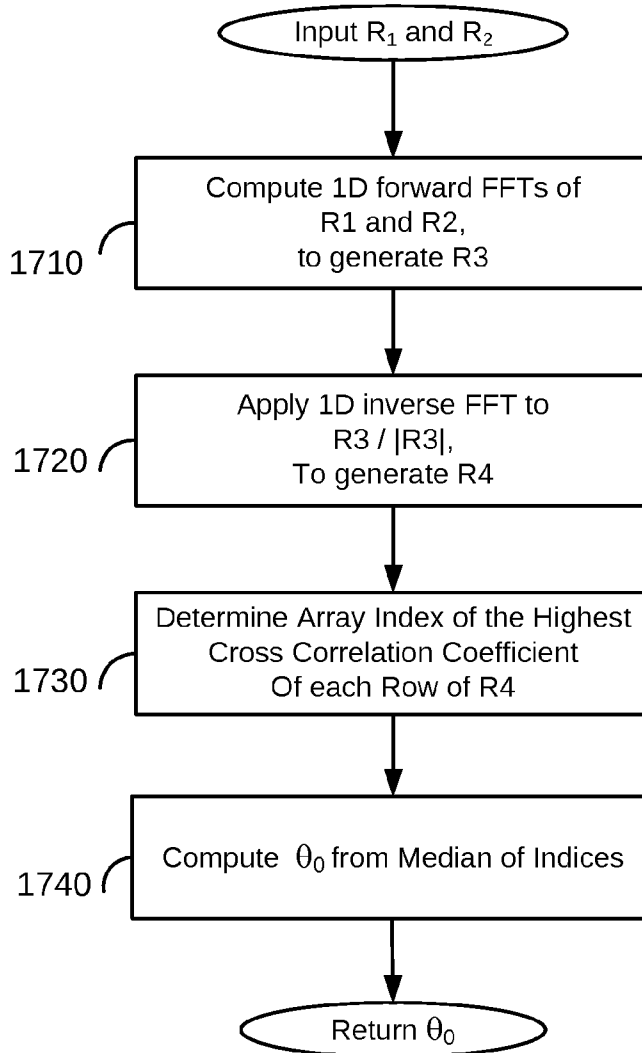 Input R₁ and R₂
Compute 1D forward FFTs of
R1 and R2,
to generate R3
1710
Apply 1D inverse FFT to
R3 / |R3|,
To generate R4
1720
Determine Array Index of the Highest
Cross Correlation Coefficient
Of each Row of R4
1730
Compute θ₀ from Median of Indices
1740
Return θ₀